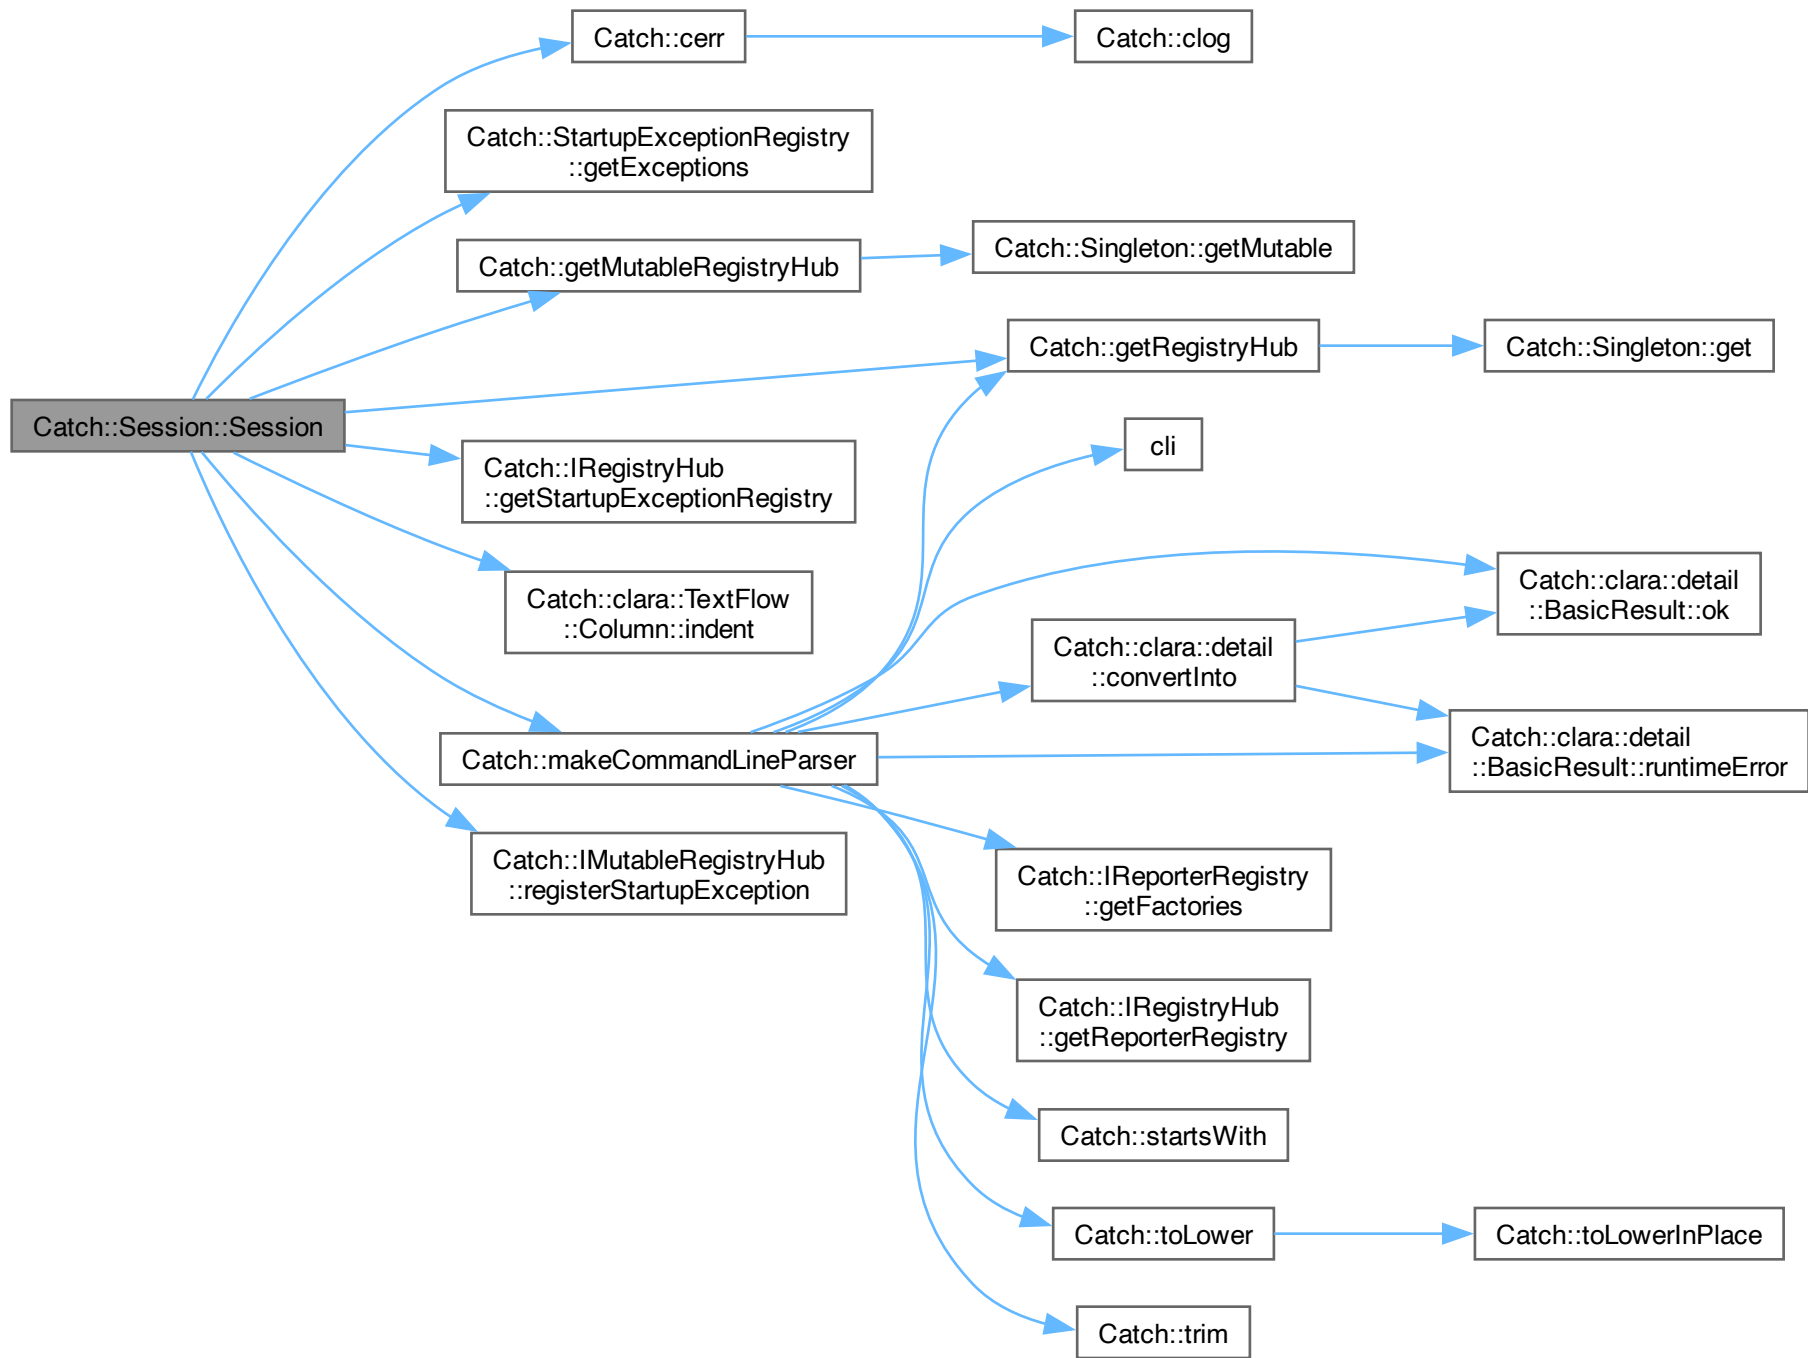 Catch::cerr
Catch::clog
Catch::StartupExceptionRegistry
::getExceptions
Catch::getMutableRegistryHub
Catch::Singleton::getMutable
Catch::getRegistryHub
Catch::Singleton::get
Catch::Session::Session
cli
Catch::IRegistryHub
::getStartupExceptionRegistry
Catch::clara::TextFlow
::Column::indent
Catch::clara::detail
::BasicResult::ok
Catch::clara::detail
::convertInto
Catch::makeCommandLineParser
Catch::clara::detail
::BasicResult::runtimeError
Catch::IMutableRegistryHub
::registerStartupException
Catch::IReporterRegistry
::getFactories
Catch::IRegistryHub
::getReporterRegistry
Catch::startsWith
Catch::toLower
Catch::toLowerInPlace
Catch::trim